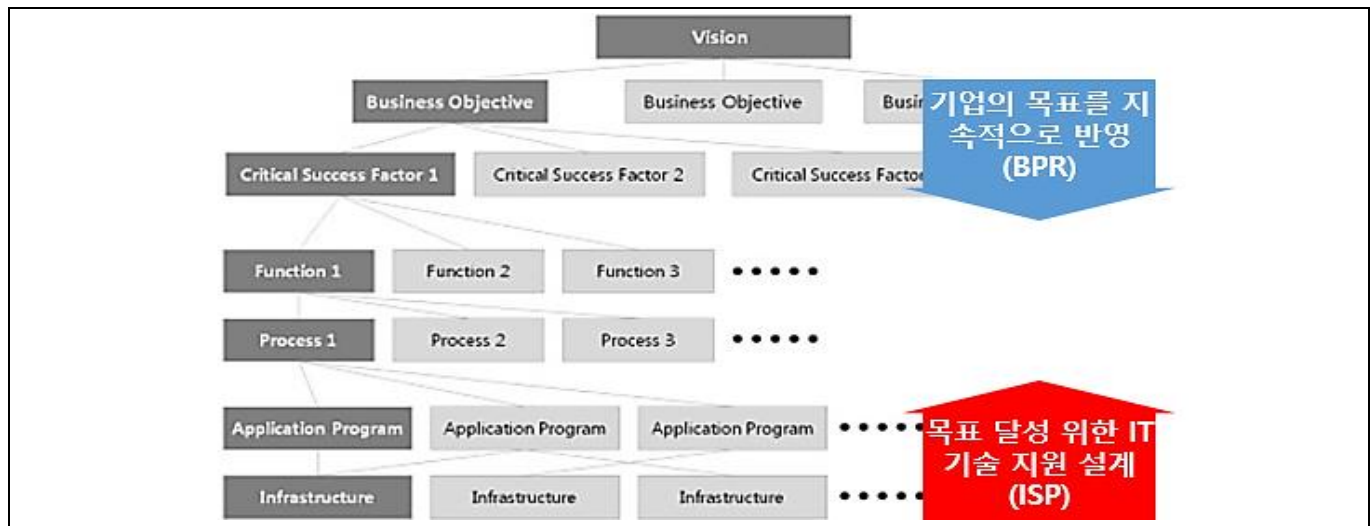 Vision
Business Objective Business Objective Busin
기업의 목표를 지
속적으로 반영
(BPR)
Critical Success Factor 1 Critical Success Factor 2 Critical Success Factor
Function 1 Function 2 Function 3 •••••
Process 1 Process 2 Process 3 •••••
Application Program Application Program Application Program •••••
목표 달성 위한 IT
기술 지원 설계
(ISP)
Infrastructure Infrastructure Infrastructure •••••